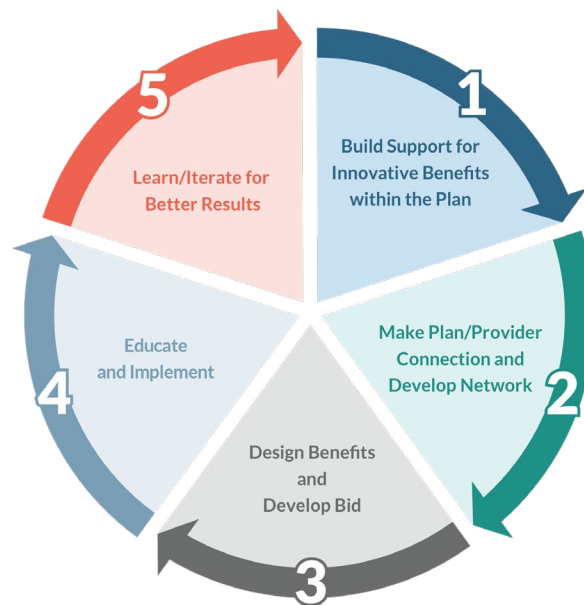 1
Build Support for
Innovative Benefits
within the Plan
2
Make Plan/Provider
Connection and
Develop Network
3
Design Benefits
and
Develop Bid
4
Educate
and Implement
5
Learn/Iterate for
Better Results